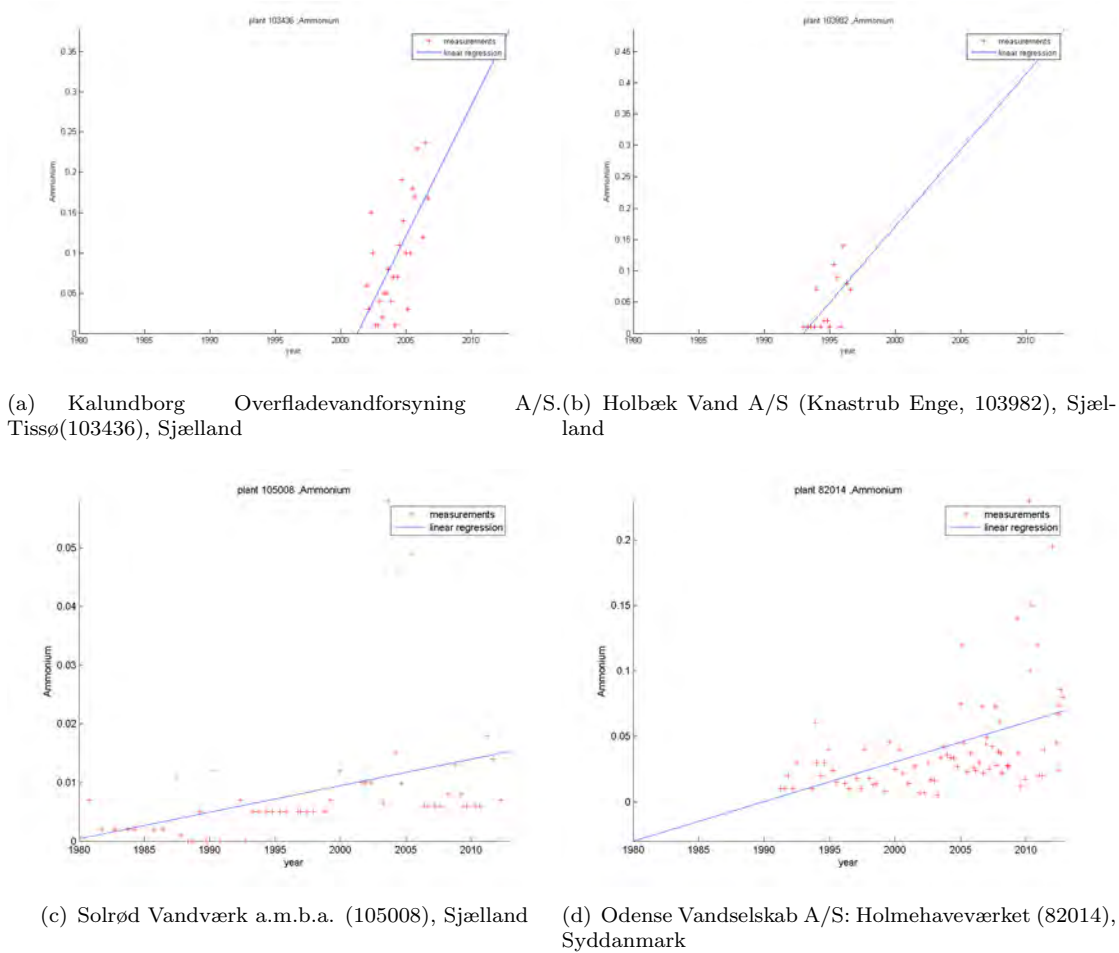 plant 103436 ,Ammonium
measurements
linear regression
0.35
0.3
0.25
0.2
0.15
0.1
0.05
0
Ammonium
1980 1985 1990 1995 2000 2005 2010
year
plant 103982 ,Ammonium
measurements
linear regression
0.45
0.4
0.35
0.3
0.25
0.2
0.15
0.1
0.05
0
Ammonium
1980 1985 1990 1995 2000 2005 2010
year
(a) Kalundborg Overfladevandforsyning A/S.
Tissø(103436), Sjælland
(b) Holbæk Vand A/S (Knastrub Enge, 103982), Sjæl-
land
plant 105008 ,Ammonium
measurements
linear regression
0.05
0.04
0.03
0.02
0.01
0
Ammonium
1980 1985 1990 1995 2000 2005 2010
year
plant 82014 ,Ammonium
measurements
linear regression
0.2
0.15
0.1
0.05
0
Ammonium
1980 1985 1990 1995 2000 2005 2010
year
(c) Solrød Vandværk a.m.b.a. (105008), Sjælland
(d) Odense Vandselskab A/S: Holmehaveværket (82014),
Syddanmark